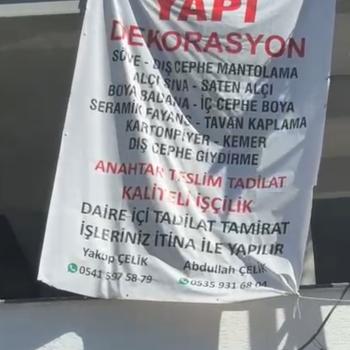 YAPI
DEKORASYON
SÖVE - DIŞ CEPHE MANTOLAMA
ALÇI SIVA - SATEN ALÇI
BOYA BADANA - İÇ CEPHE BOYA
SERAMİK FAYANS - TAVAN KAPLAMA
KARTONPİYER - KEMER
DIŞ CEPHE GİYDİRME
ANAHTAR TESLİM TADİLAT
KALİTELİ İŞÇİLİK
DAİRE İÇİ TADİLAT TAMİRAT
İŞLERİNİZ İTİNA İLE YAPILIR
Yakup ÇELİK Abdullah ÇELİK
0541 597 58-79 0535 931 68 04